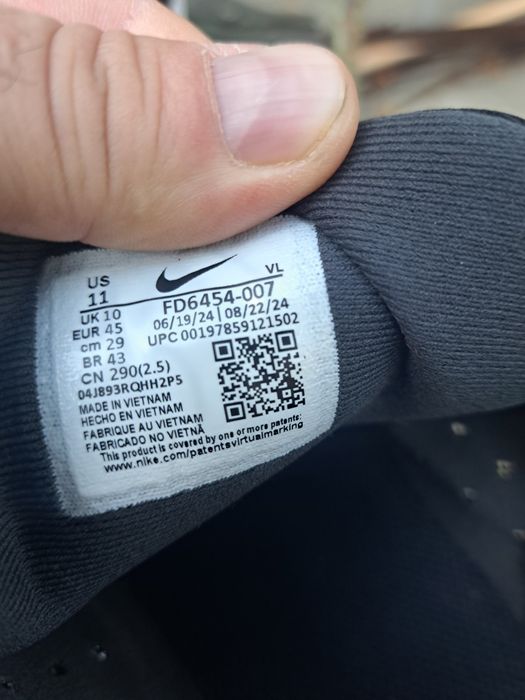 US
11
VL
FD6454-007
06/19/24 | 08/22/24
UPC 00197859121502
UK 10
EUR 45
cm 29
BR 43
CN 290(2.5)
04J893RQHH2P5
MADE IN VIETNAM
HECHO EN VIETNAM
FABRIQUE AU VIETNAM
FABRICADO NO VIETNÃ
This product is covered by one or more patents:
www.nike.com/patentsvirtualmarking